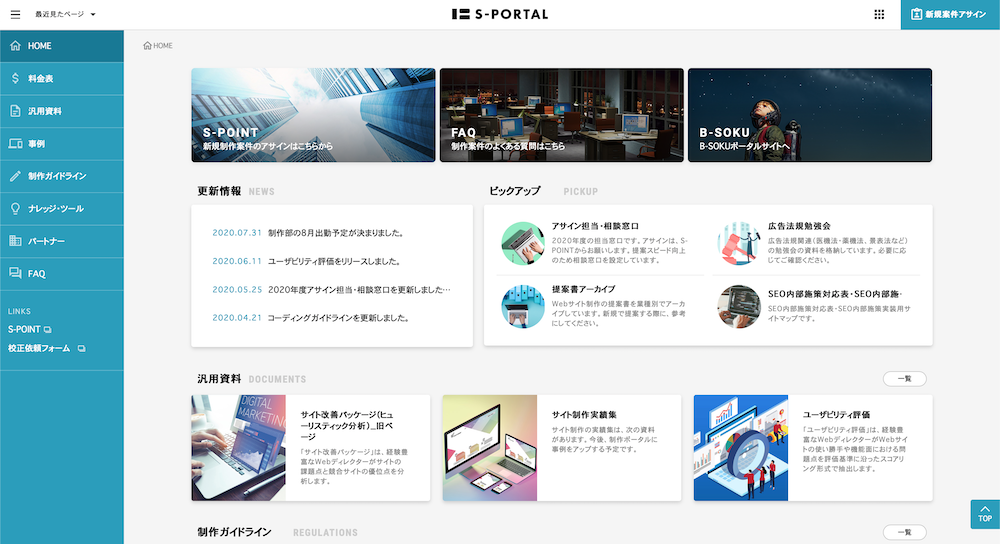 最近見たページ
S-PORTAL
新規案件アサイン
HOME
料金表
汎用資料
事例
制作ガイドライン
ナレッジ・ツール
パートナー
FAQ
LINKS
S-POINT
校正依頼フォーム
HOME
S-POINT
新規制作案件のアサインはこちらから
FAQ
制作案件のよくある質問はこちら
B-SOKU
B-SOKUポータルサイトへ
更新情報 NEWS
2020.07.31 制作部の8月出勤予定が決まりました。
2020.06.11 ユーザビリティ評価をリリースしました。
2020.05.25 2020年度アサイン担当・相談窓口を更新しました…
2020.04.21 コーディングガイドラインを更新しました。
ピックアップ PICKUP
アサイン担当・相談窓口
2020年度の担当窓口です。アサインは、S-
POINTからお願いします。提案スピード向上
のため相談窓口を設定しています。
広告法規勉強会
広告法規関連（医機法・薬機法、景表法など）
の勉強会の資料を格納しています。必要に応
じてご確認ください。
提案書アーカイブ
Webサイト制作の提案書を業種別でアーカ
イブしています。新規で提案する際に、参考
にしてください。
SEO内部施策対応表・SEO内部施・
SEO内部施策対応表・SEO内部施策実装用サ
イトマップです。
汎用資料 DOCUMENTS
一覧
DIGITAL
MARKETING
サイト改善パッケージ（ヒュ
ーリスティック分析）_旧ペ
ージ
「サイト改善パッケージ」は、経験豊
富なWebディレクターがサイトの
課題点と競合サイトの優位点を分
析します。
サイト制作実績集
サイト制作の実績集は、次の資料
があります。今後、制作ポータルに
事例をアップする予定です。
ユーザビリティ評価
「ユーザビリティ評価」は、経験豊
富なWebディレクターがWebサイト
の使い勝手や機能面における問
題点を評価基準に沿ったスコアリ
ング形式で抽出します。
制作ガイドライン REGULATIONS
一覧
TOP